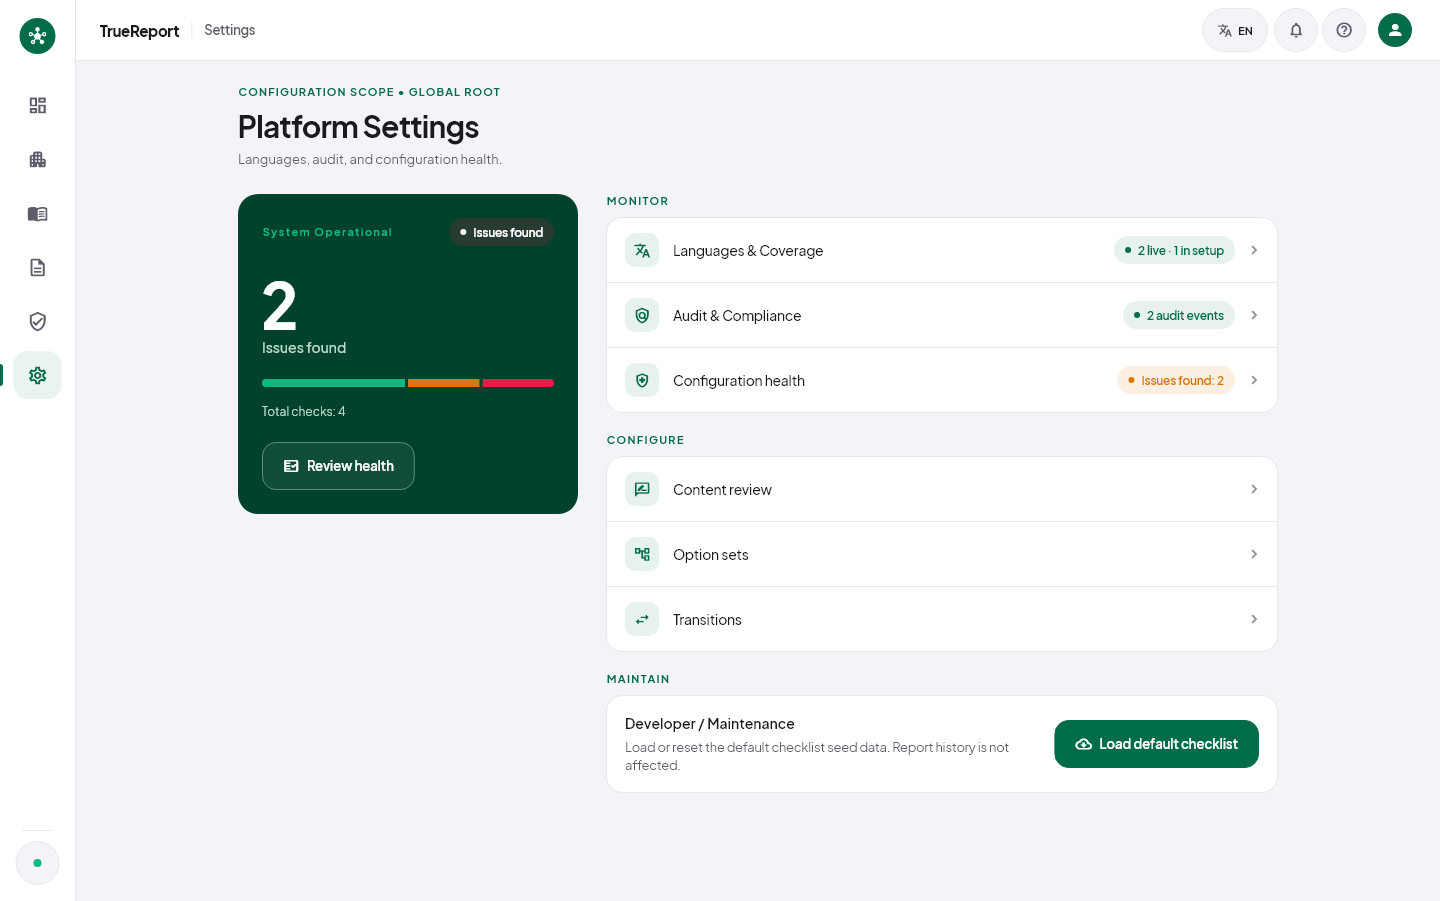 TrueReport
Settings
EN
CONFIGURATION SCOPE • GLOBAL ROOT
Platform Settings
Languages, audit, and configuration health.
System Operational
Issues found
2
Issues found
Total checks: 4
Review health
MONITOR
Languages & Coverage
2 live · 1 in setup
Audit & Compliance
2 audit events
Configuration health
Issues found: 2
CONFIGURE
Content review
Option sets
Transitions
MAINTAIN
Developer / Maintenance
Load or reset the default checklist seed data. Report history is not
affected.
Load default checklist